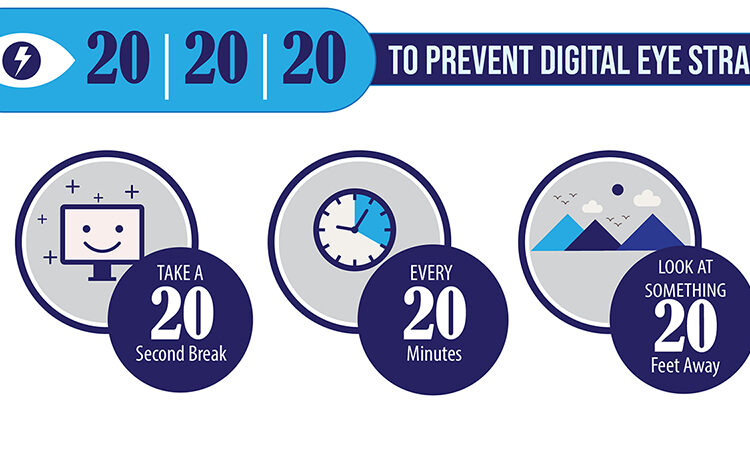 20 | 20 | 20 TO PREVENT DIGITAL EYE STRA
TAKE A
20
Second Break
EVERY
20
Minutes
LOOK AT
SOMETHING
20
Feet Away